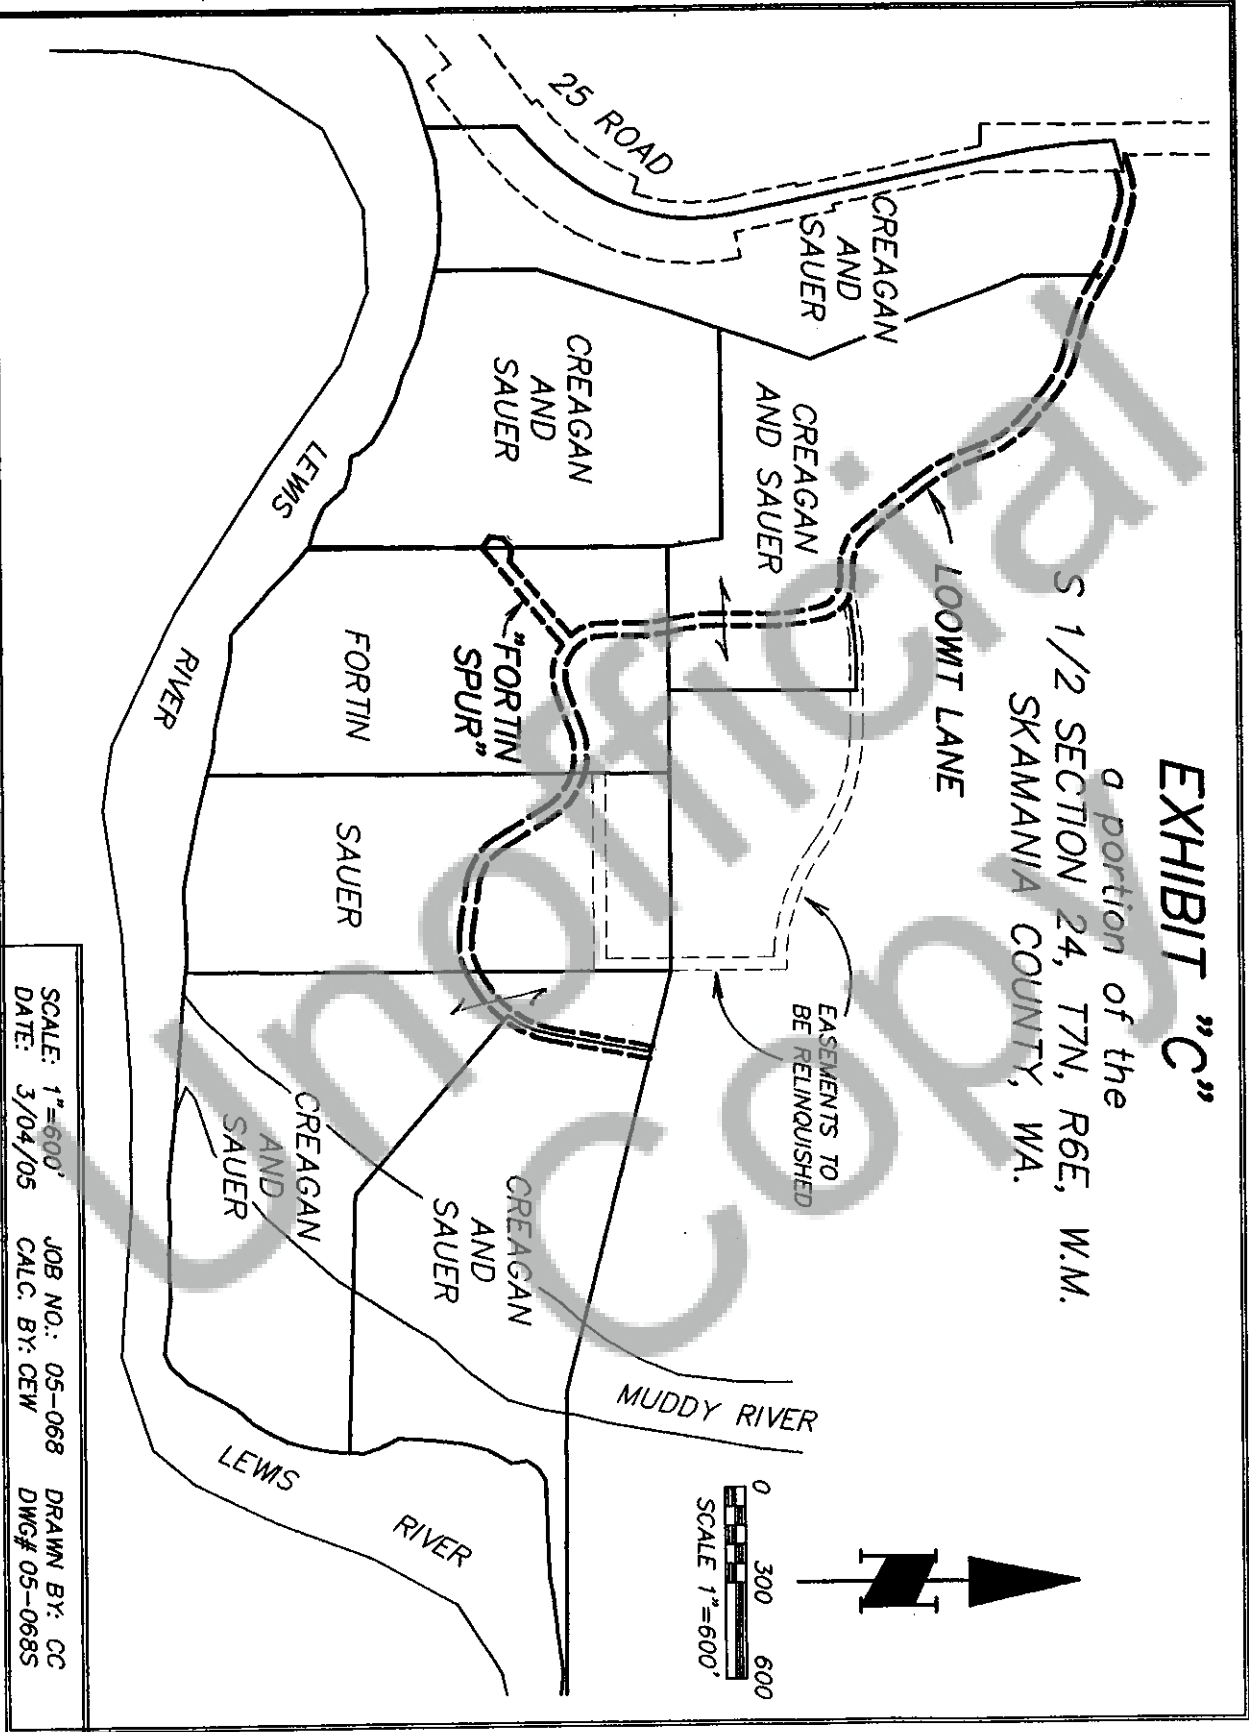 EXHIBIT "C"
a portion of the
S 1/2 SECTION 24, T7N, R6E, W.M.
SKAMANIA COUNTY, WA.
25 ROAD
CREAGAN
AND
SAUER
LOOWIT LANE
CREAGAN
AND SAUER
CREAGAN
AND
SAUER
EASEMENTS TO
BE RELINQUISHED
"FORTIN
SPUR"
FORTIN
SAUER
CREAGAN
AND
SAUER
CREAGAN
AND
SAUER
MUDDY RIVER
LEWIS
RIVER
LEWIS
RIVER
0 300 600
SCALE 1"=600'
SCALE: 1"=600' JOB NO.: 05-068 DRAWN BY: CC
DATE: 3/04/05 CALC. BY: CEW DWG# 05-068S
Unofficial
Copy